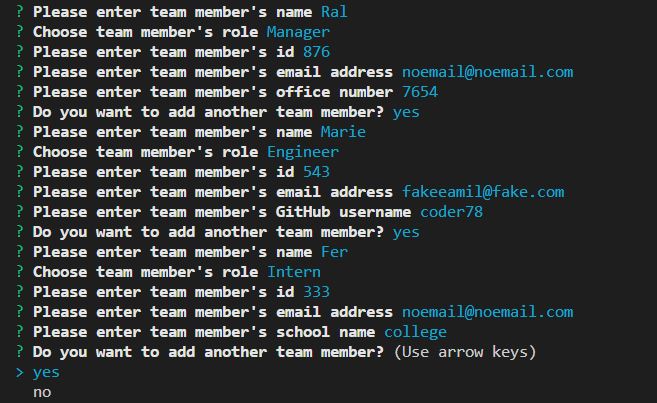 ? Please enter team member's name Ral
? Choose team member's role Manager
? Please enter team member's id 876
? Please enter team member's email address noemail@noemail.com
? Please enter team member's office number 7654
? Do you want to add another team member? yes
? Please enter team member's name Marie
? Choose team member's role Engineer
? Please enter team member's id 543
? Please enter team member's email address fakeeamil@fake.com
? Please enter team member's GitHub username coder78
? Do you want to add another team member? yes
? Please enter team member's name Fer
? Choose team member's role Intern
? Please enter team member's id 333
? Please enter team member's email address noemail@noemail.com
? Please enter team member's school name college
? Do you want to add another team member? (Use arrow keys)
> yes
no